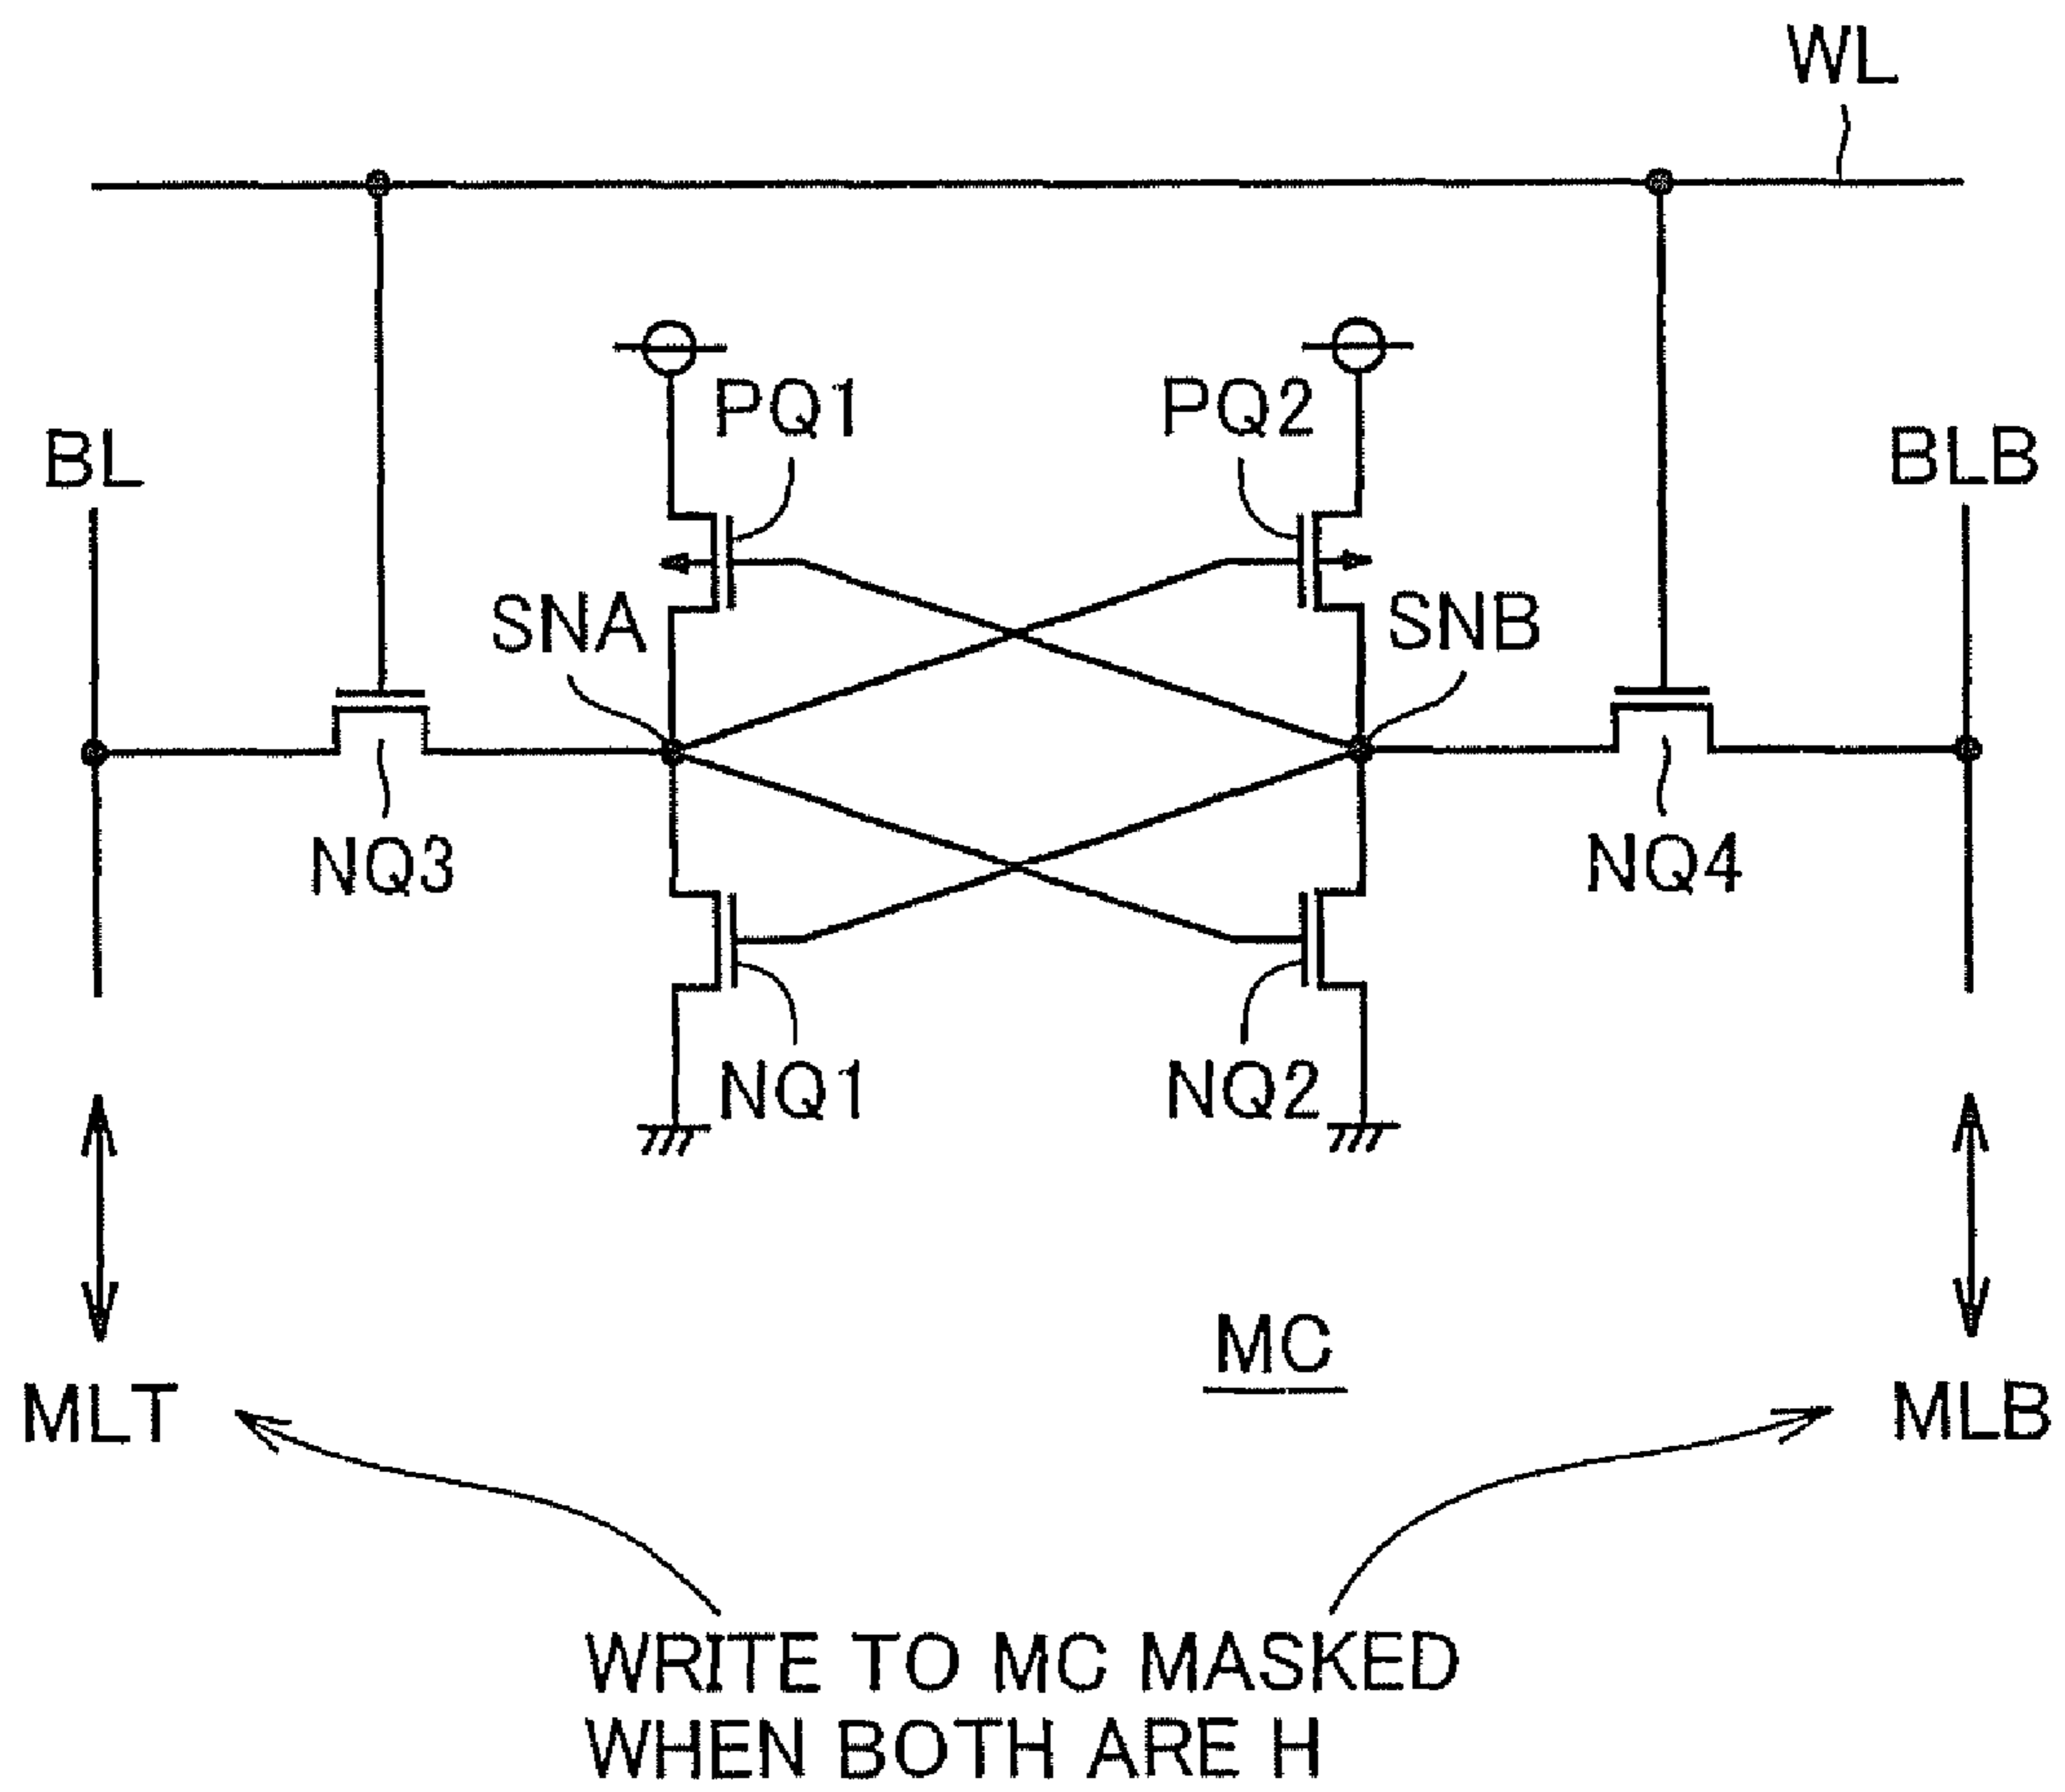 WL
PQ1
PQ2
BL
BLB
SNA
SNB
NQ3
NQ4
NQ1
NQ2
MC
MLT
MLB
WRITE TO MC MASKED
WHEN BOTH ARE H